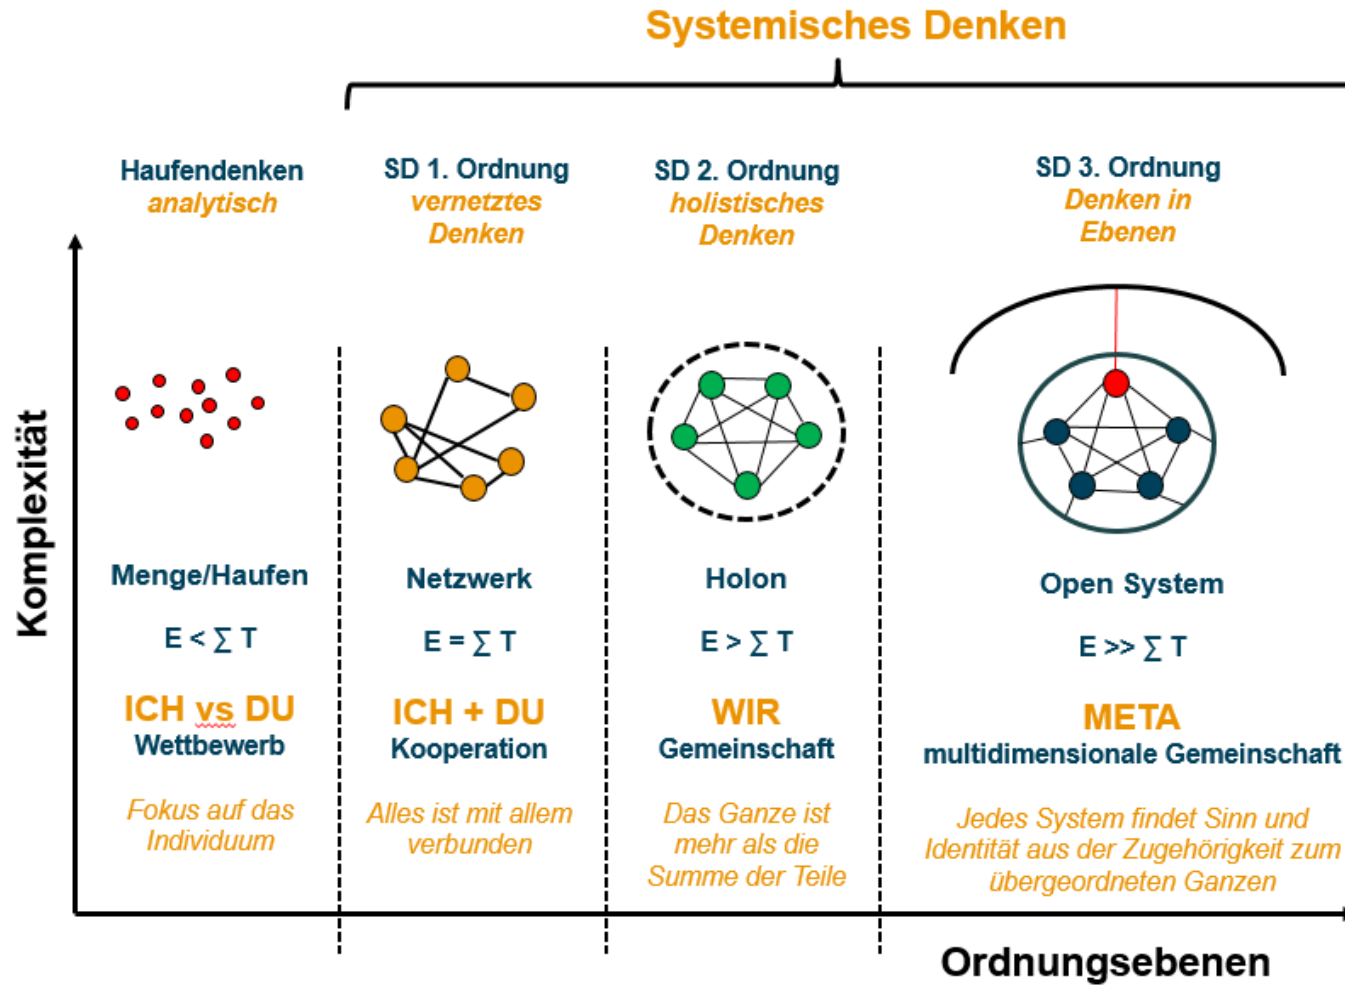 Systemisches Denken
Haufendenken
analytisch
SD 1. Ordnung
vernetztes
Denken
SD 2. Ordnung
holistisches
Denken
SD 3. Ordnung
Denken in
Ebenen
Komplexität
Menge/Haufen
E < ∑ T
ICH vs DU
Wettbewerb
Fokus auf das
Individuum
Netzwerk
E = ∑ T
ICH + DU
Kooperation
Alles ist mit allem
verbunden
Holon
E > ∑ T
WIR
Gemeinschaft
Das Ganze ist
mehr als die
Summe der Teile
Open System
E >> ∑ T
META
multidimensionale Gemeinschaft
Jedes System findet Sinn und
Identität aus der Zugehörigkeit zum
übergeordneten Ganzen
Ordnungsebenen